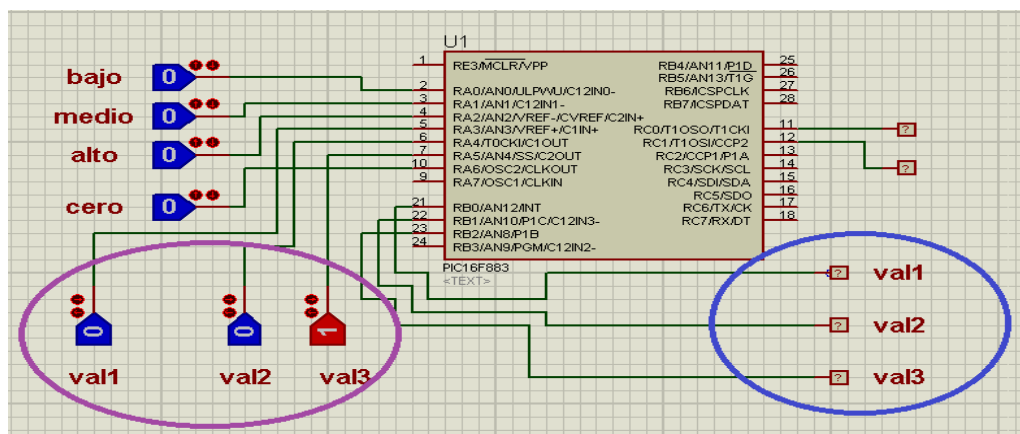 U1
bajo
0
medio
0
alto
0
cero
0
1 RE3/MCLR/VPP
2 RA0/AN0/ULPWU/C12IN0-
3 RA1/AN1/C12IN1-
4 RA2/AN2/VREF-/CVREF/C2IN+
5 RA3/AN3/VREF+/C1IN+
6 RA4/T0CKI/C1OUT
7 RA5/AN4/SS/C2OUT
10 RA6/OSC2/CLKOUT
9 RA7/OSC1/CLKIN
21 RB0/AN12/INT
22 RB1/AN10/P1C/C12IN3-
23 RB2/AN8/P1B
24 RB3/AN9/PGM/C12IN2-
RB4/AN11/P1D 25
RB5/AN13/T1G 26
RB6/ICSPCLK 27
RB7/ICSPDAT 28
RC0/T1OSO/T1CKI 11
RC1/T1OSI/CCP2 12
RC2/CCP1/P1A 13
RC3/SCK/SCL 14
RC4/SDI/SDA 15
RC5/SDO 16
RC6/TX/CK 17
RC7/RX/DT 18
PIC16F883
<TEXT>
?
?
? val1
? val2
? val3
0
0
1
val1
val2
val3